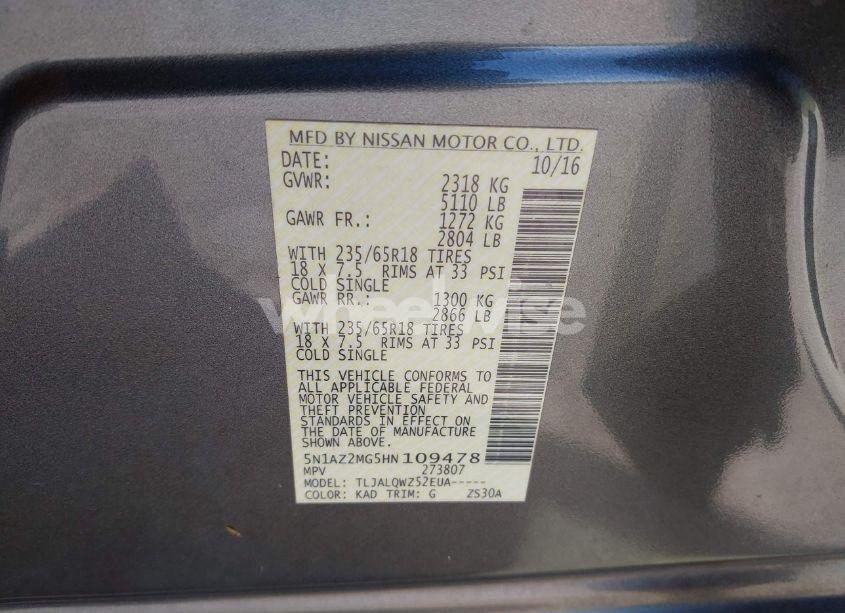 MFD BY NISSAN MOTOR CO., LTD.
DATE: 10/16
GVWR: 2318 KG
5110 LB
GAWR FR.: 1272 KG
2804 LB
WITH 235/65R18 TIRES
18 X 7.5 RIMS AT 33 PSI
COLD SINGLE
GAWR RR.: 1300 KG
2866 LB
WITH 235/65R18 TIRES
18 X 7.5 RIMS AT 33 PSI
COLD SINGLE
THIS VEHICLE CONFORMS TO
ALL APPLICABLE FEDERAL
MOTOR VEHICLE SAFETY AND
THEFT PREVENTION
STANDARDS IN EFFECT ON
THE DATE OF MANUFACTURE
SHOWN ABOVE.
5N1AZ2MG5HN109478
MPV 273807
MODEL: TLJALQWZ52EUA-----
COLOR: KAD TRIM: G ZS30A
wheelwise